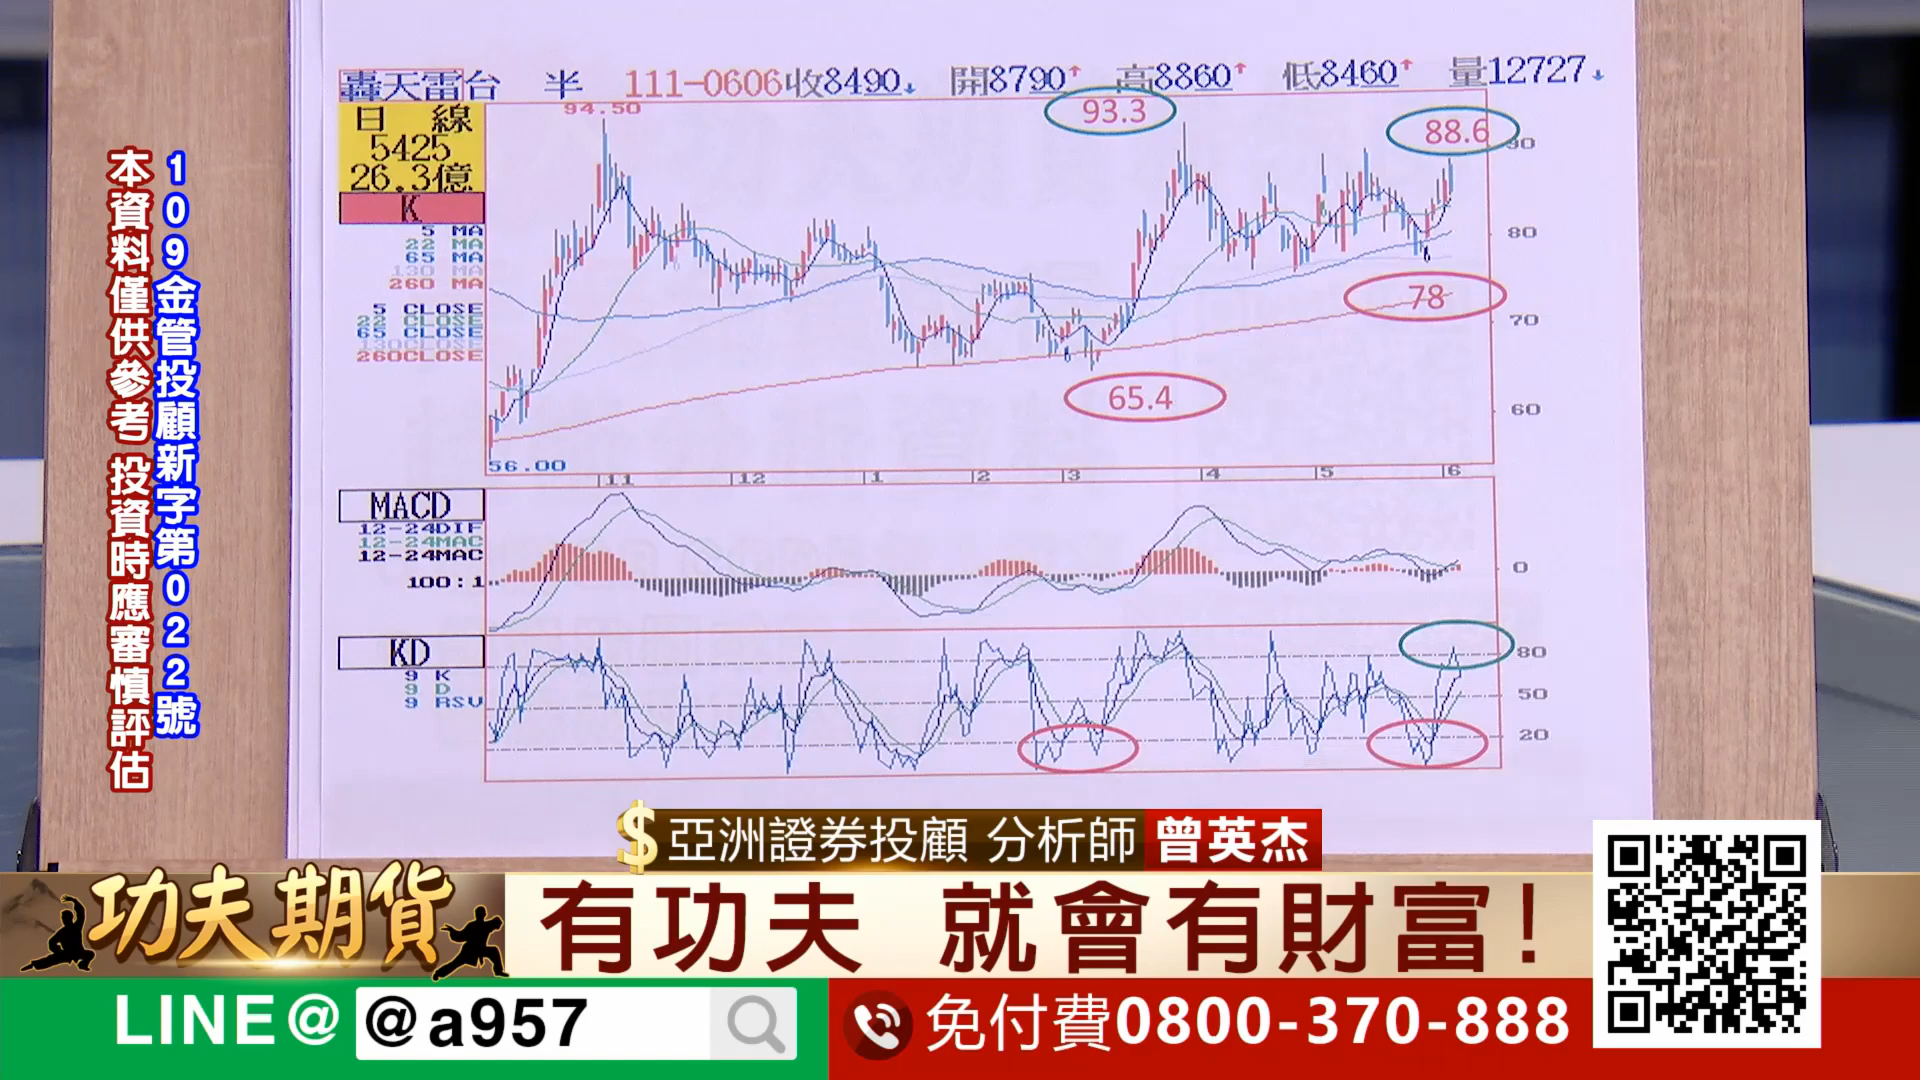 轟天雷台 半 111-0606收8490↓ 開8790↑ 高8860↑ 低8460↑ 量12727↓
日 線
5425
26.3億
K
5 MA
22 MA
65 MA
130 MA
260 MA
5 CLOSE
22 CLOSE
65 CLOSE
130CLOSE
260CLOSE
94.50
93.3
88.6
90
80
78
70
65.4
60
56.00
11 12 1 2 3 4 5 6
MACD
12-24DIF
12-24MAC
12-24MAC
100:1
0
KD
9 K
9 D
9 RSV
80
50
20
109金管投顧新字第022號
本資料僅供參考 投資時應審慎評估
$亞洲證券投顧 分析師 曾英杰
功夫期貨
有功夫 就會有財富!
LINE@ @a957
免付費0800-370-888